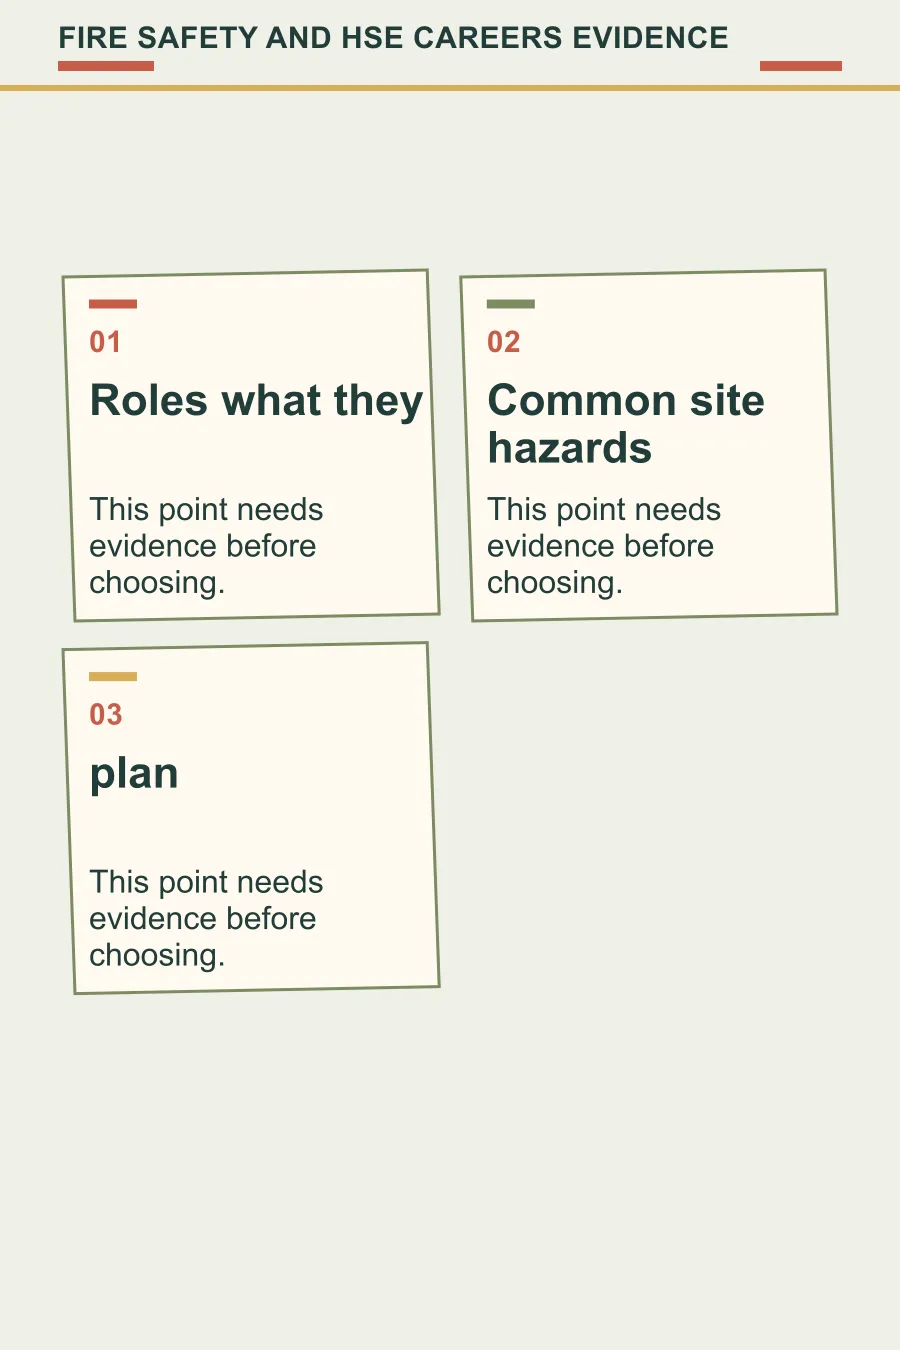 FIRE SAFETY AND HSE CAREERS EVIDENCE
01
Roles what they
This point needs
evidence before
choosing.
02
Common site
hazards
This point needs
evidence before
choosing.
03
plan
This point needs
evidence before
choosing.